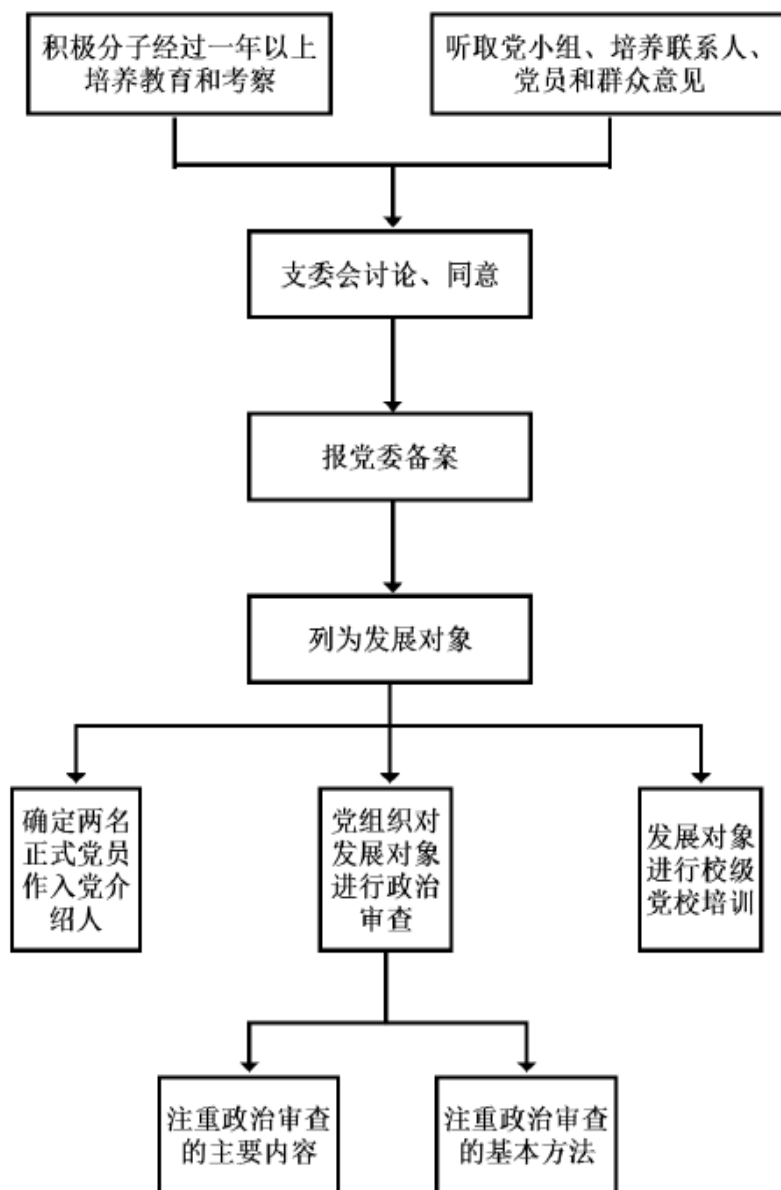 积极分子经过一年以上
培养教育和考察
听取党小组、培养联系人、
党员和群众意见
支委会讨论、同意
报党委备案
列为发展对象
确定两名
正式党员
作入党介
绍人
党组织对
发展对象
进行政治
审查
发展对象
进行校级
党校培训
注重政治审查
的主要内容
注重政治审查
的基本方法